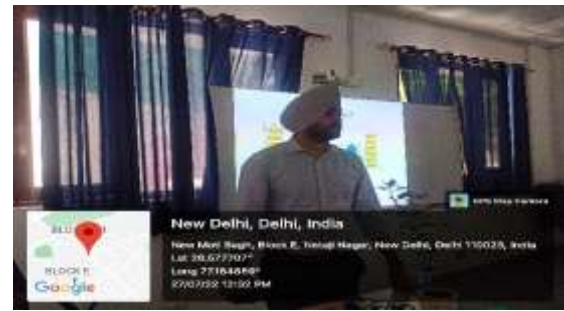 GPS Map Camera
New Delhi, Delhi, India
New Moti Bagh, Block E, Netaji Nagar, New Delhi, Delhi 110023, India
Lat 28.577707°
Long 77.184869°
27/07/22 12:32 PM
BLOCK E
Google